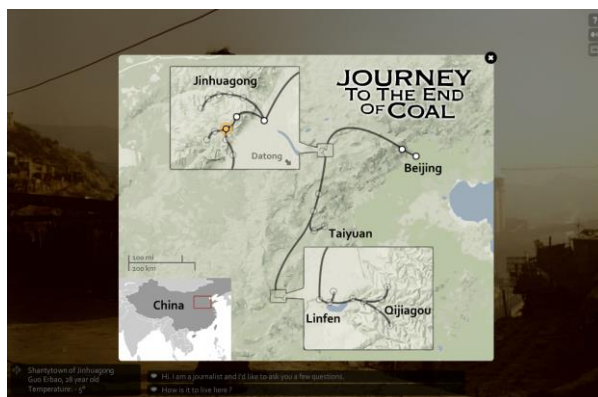 Jinhuagong
JOURNEY
TO THE END
OF COAL
Datong
Beijing
Taiyuan
100 mi
200 km
China
Linfen
Qijiagou
Shantytown of Jinhuagong
Guo Erbao, 28 year old
Temperature: - 5°
Hi. I am a journalist and I'd like to ask you a few questions.
How is it to live here ?
?